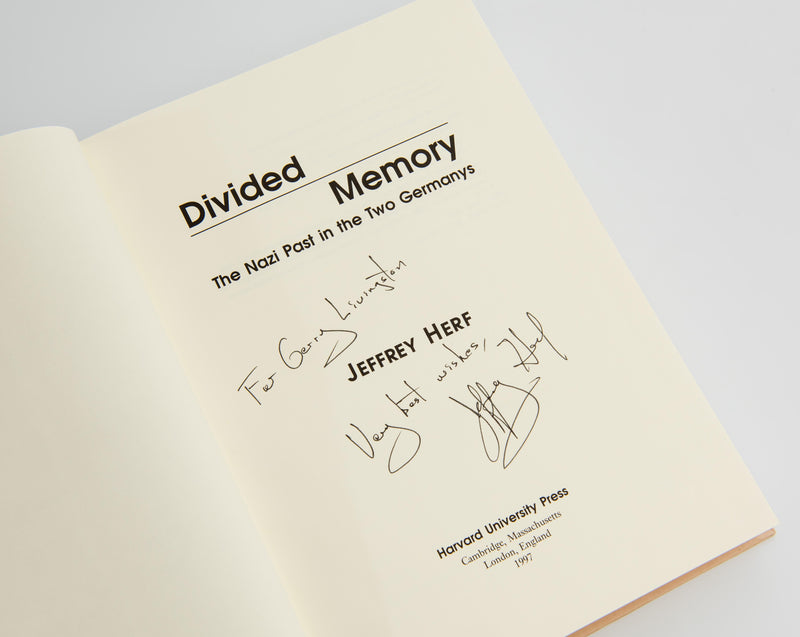 Divided Memory
The Nazi Past in the Two Germanys
For Gerry Livingston
JEFFREY HERF
Very best wishes,
Jeffrey Herf
Harvard University Press
Cambridge, Massachusetts
London, England
1997